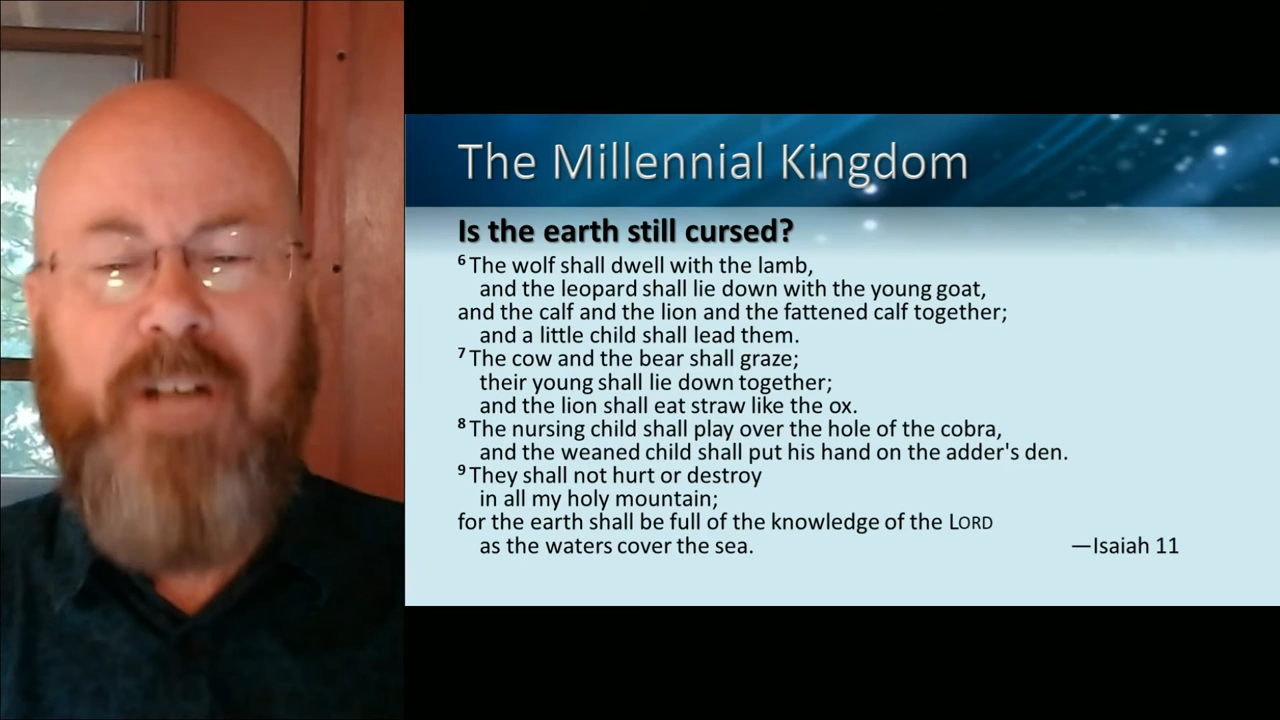 The Millennial Kingdom
Is the earth still cursed?
6 The wolf shall dwell with the lamb,
and the leopard shall lie down with the young goat,
and the calf and the lion and the fattened calf together;
and a little child shall lead them.
7 The cow and the bear shall graze;
their young shall lie down together;
and the lion shall eat straw like the ox.
8 The nursing child shall play over the hole of the cobra,
and the weaned child shall put his hand on the adder's den.
9 They shall not hurt or destroy
in all my holy mountain;
for the earth shall be full of the knowledge of the LORD
as the waters cover the sea.
—Isaiah 11